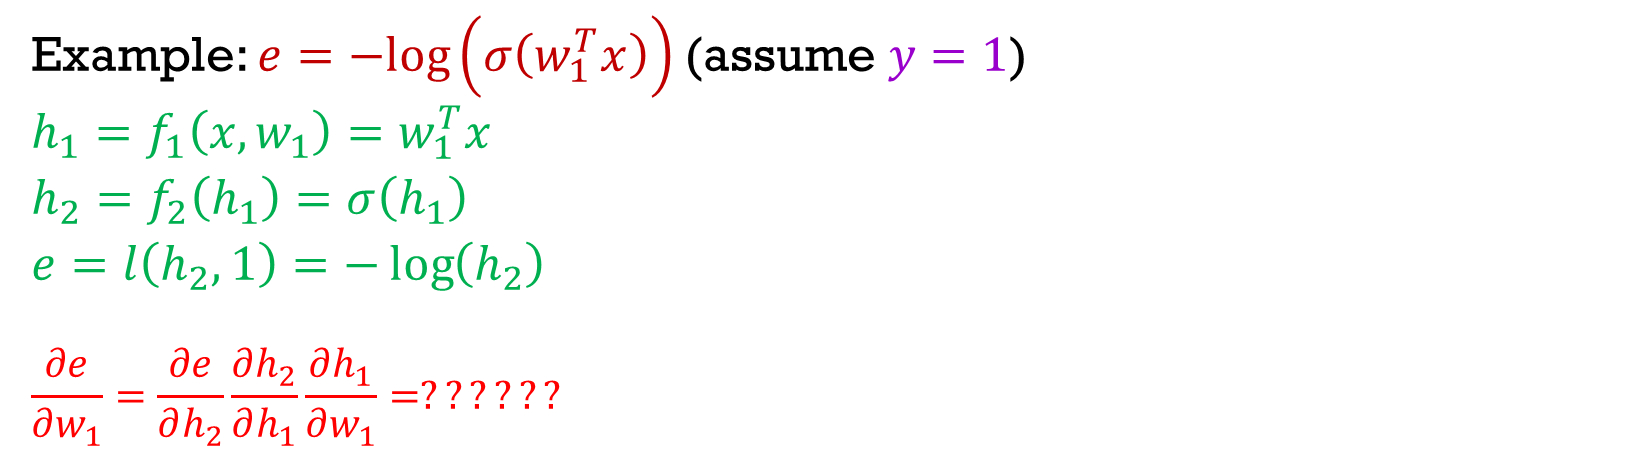 Example: e = −log(σ(w₁ᵀx)) (assume y = 1)
h₁ = f₁(x, w₁) = w₁ᵀx
h₂ = f₂(h₁) = σ(h₁)
e = l(h₂, 1) = − log(h₂)
∂e/∂w₁ = ∂e/∂h₂ ∂h₂/∂h₁ ∂h₁/∂w₁ =??????